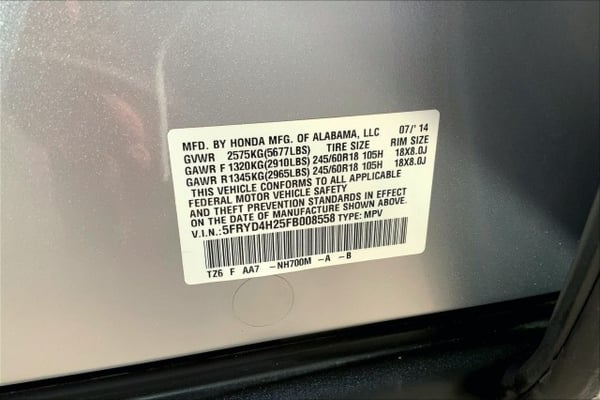 MFD. BY HONDA MFG. OF ALABAMA, LLC 07/' 14
GVWR 2575KG(5677LBS) TIRE SIZE RIM SIZE
GAWR F 1320KG(2910LBS) 245/60R18 105H 18X8.0J
GAWR R1345KG(2965LBS) 245/60R18 105H 18X8.0J
THIS VEHICLE CONFORMS TO ALL APPLICABLE
FEDERAL MOTOR VEHICLE SAFETY
AND THEFT PREVENTION STANDARDS IN EFFECT
ON THE DATE OF MANUFACTURE SHOWN ABOVE.
V.I.N.:5FRYD4H25FB008558 TYPE: MPV
TZ6 F AA7 -NH700M -A -B